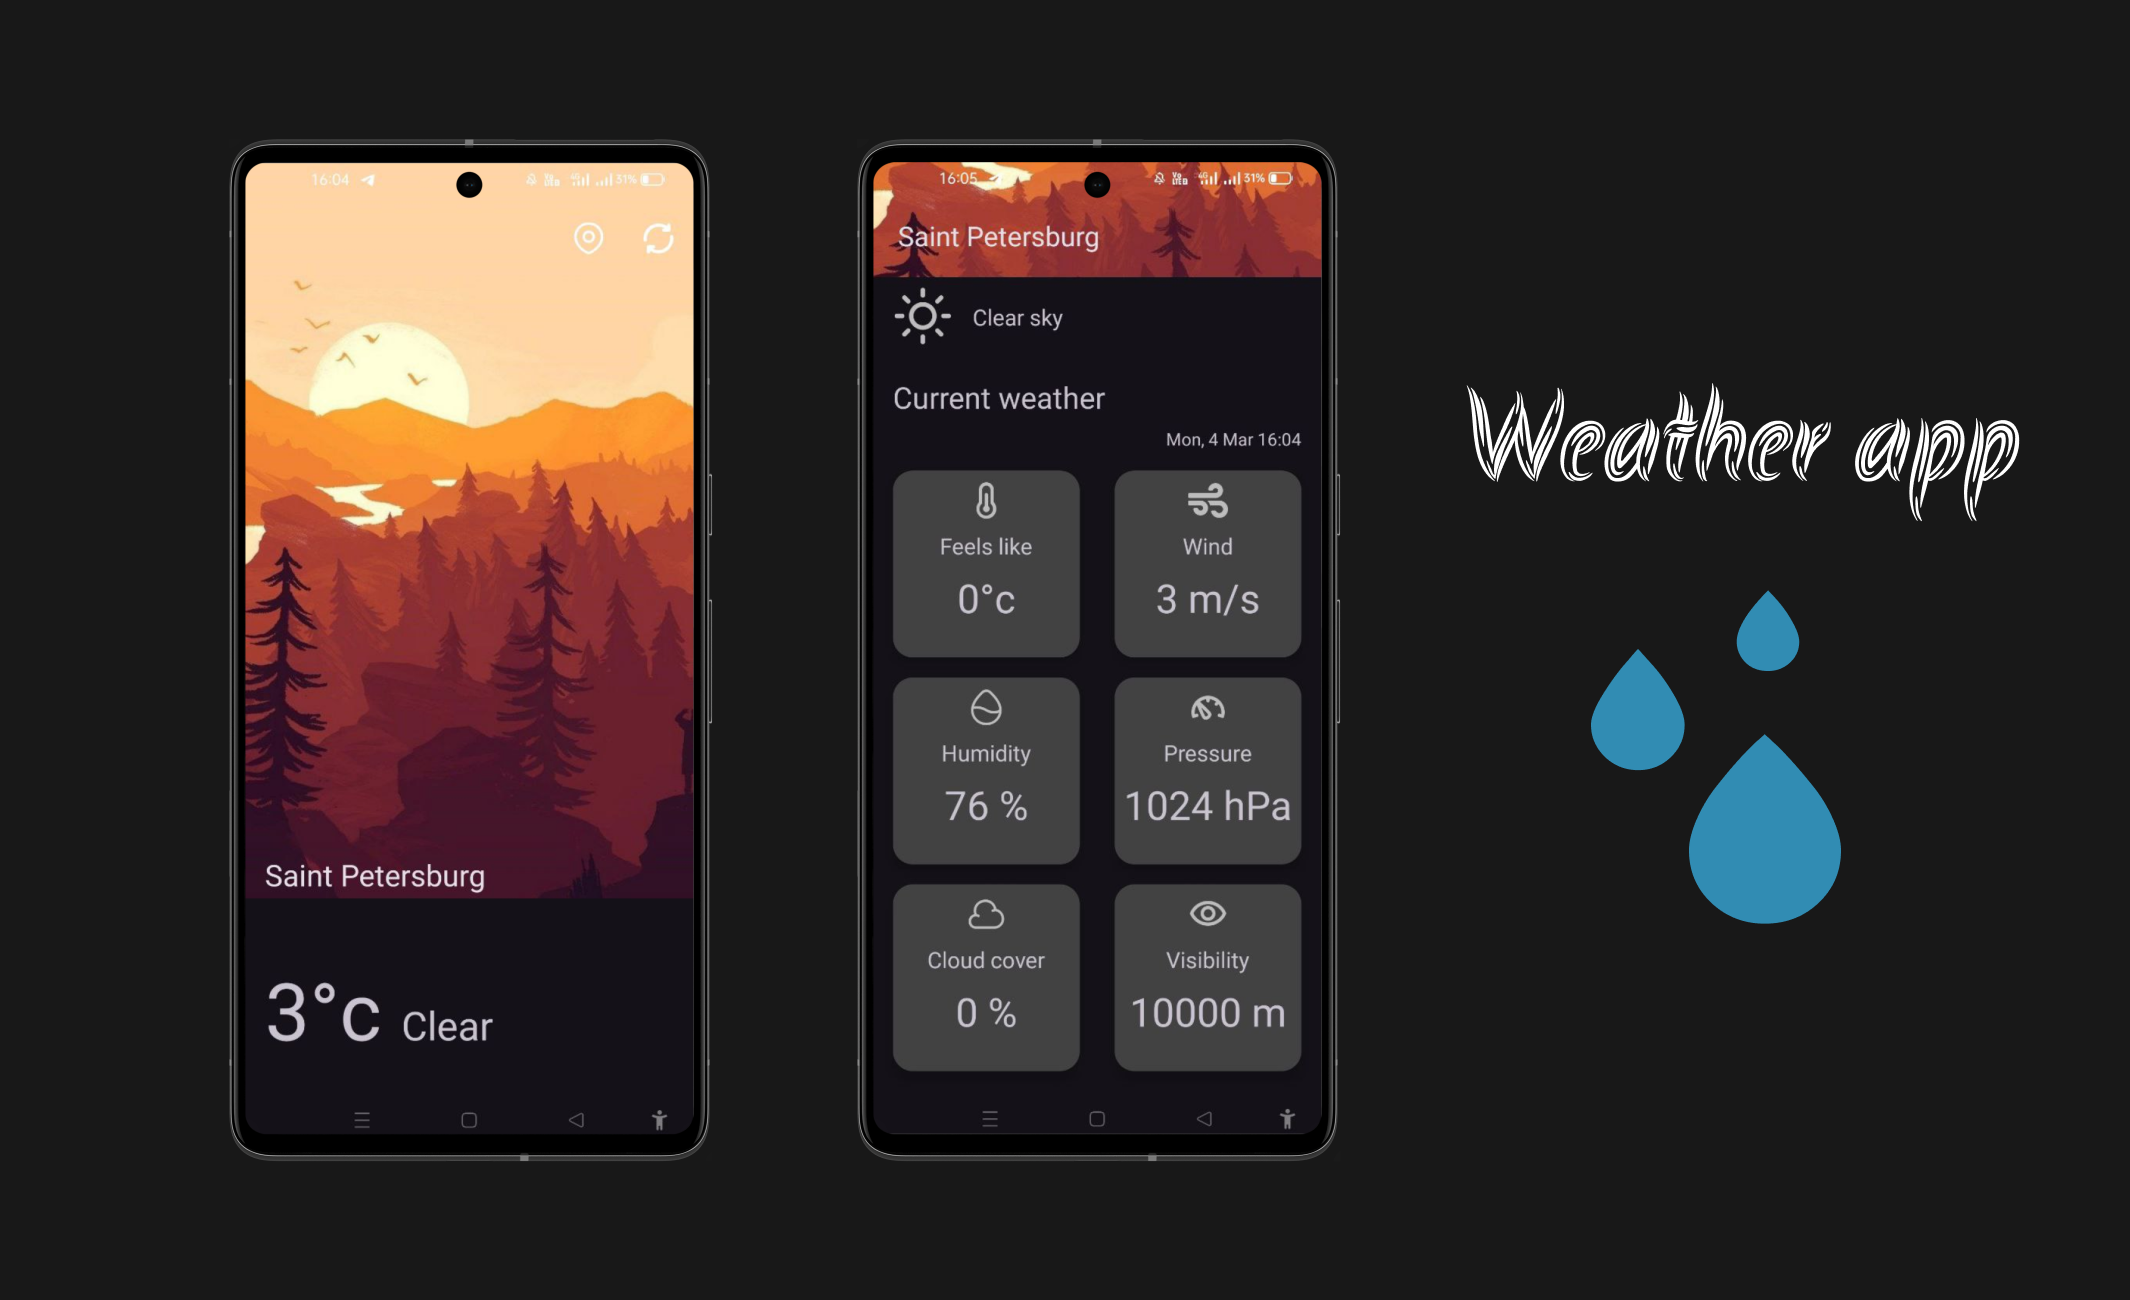 16:04
31%
Saint Petersburg
3°c Clear
16:05
31%
Saint Petersburg
Clear sky
Current weather
Mon, 4 Mar 16:04
Feels like
0°c
Wind
3 m/s
Humidity
76 %
Pressure
1024 hPa
Cloud cover
0 %
Visibility
10000 m
Weather app